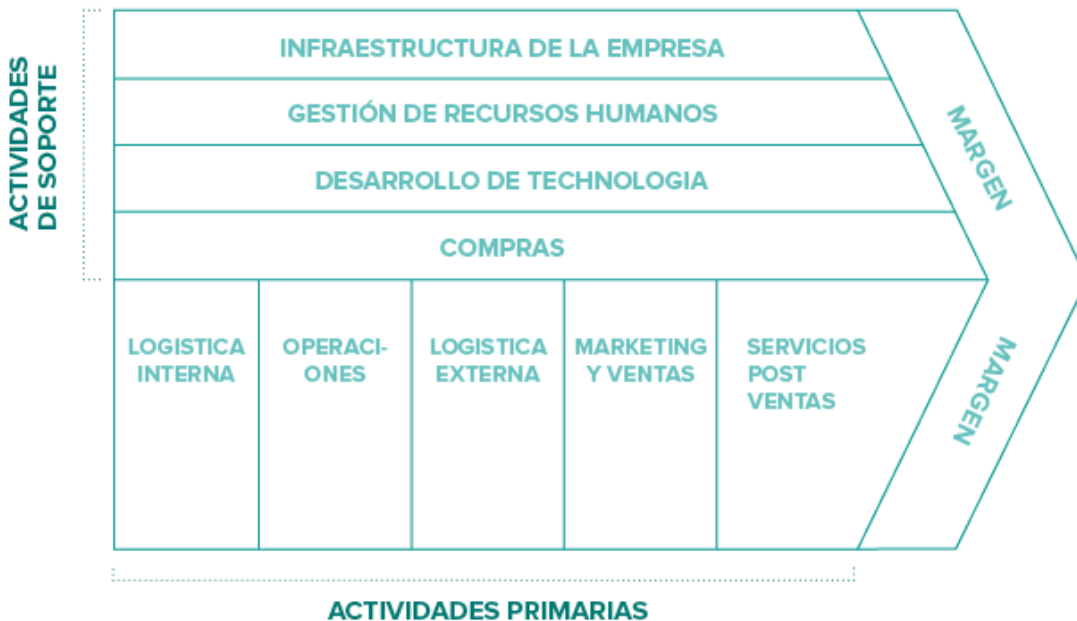 ACTIVIDADES
DE SOPORTE
INFRAESTRUCTURA DE LA EMPRESA
GESTIÓN DE RECURSOS HUMANOS
DESARROLLO DE TECHNOLOGIA
COMPRAS
MARGEN
LOGISTICA
INTERNA
OPERACI-
ONES
LOGISTICA
EXTERNA
MARKETING
Y VENTAS
SERVICIOS
POST
VENTAS
MARGEN
ACTIVIDADES PRIMARIAS